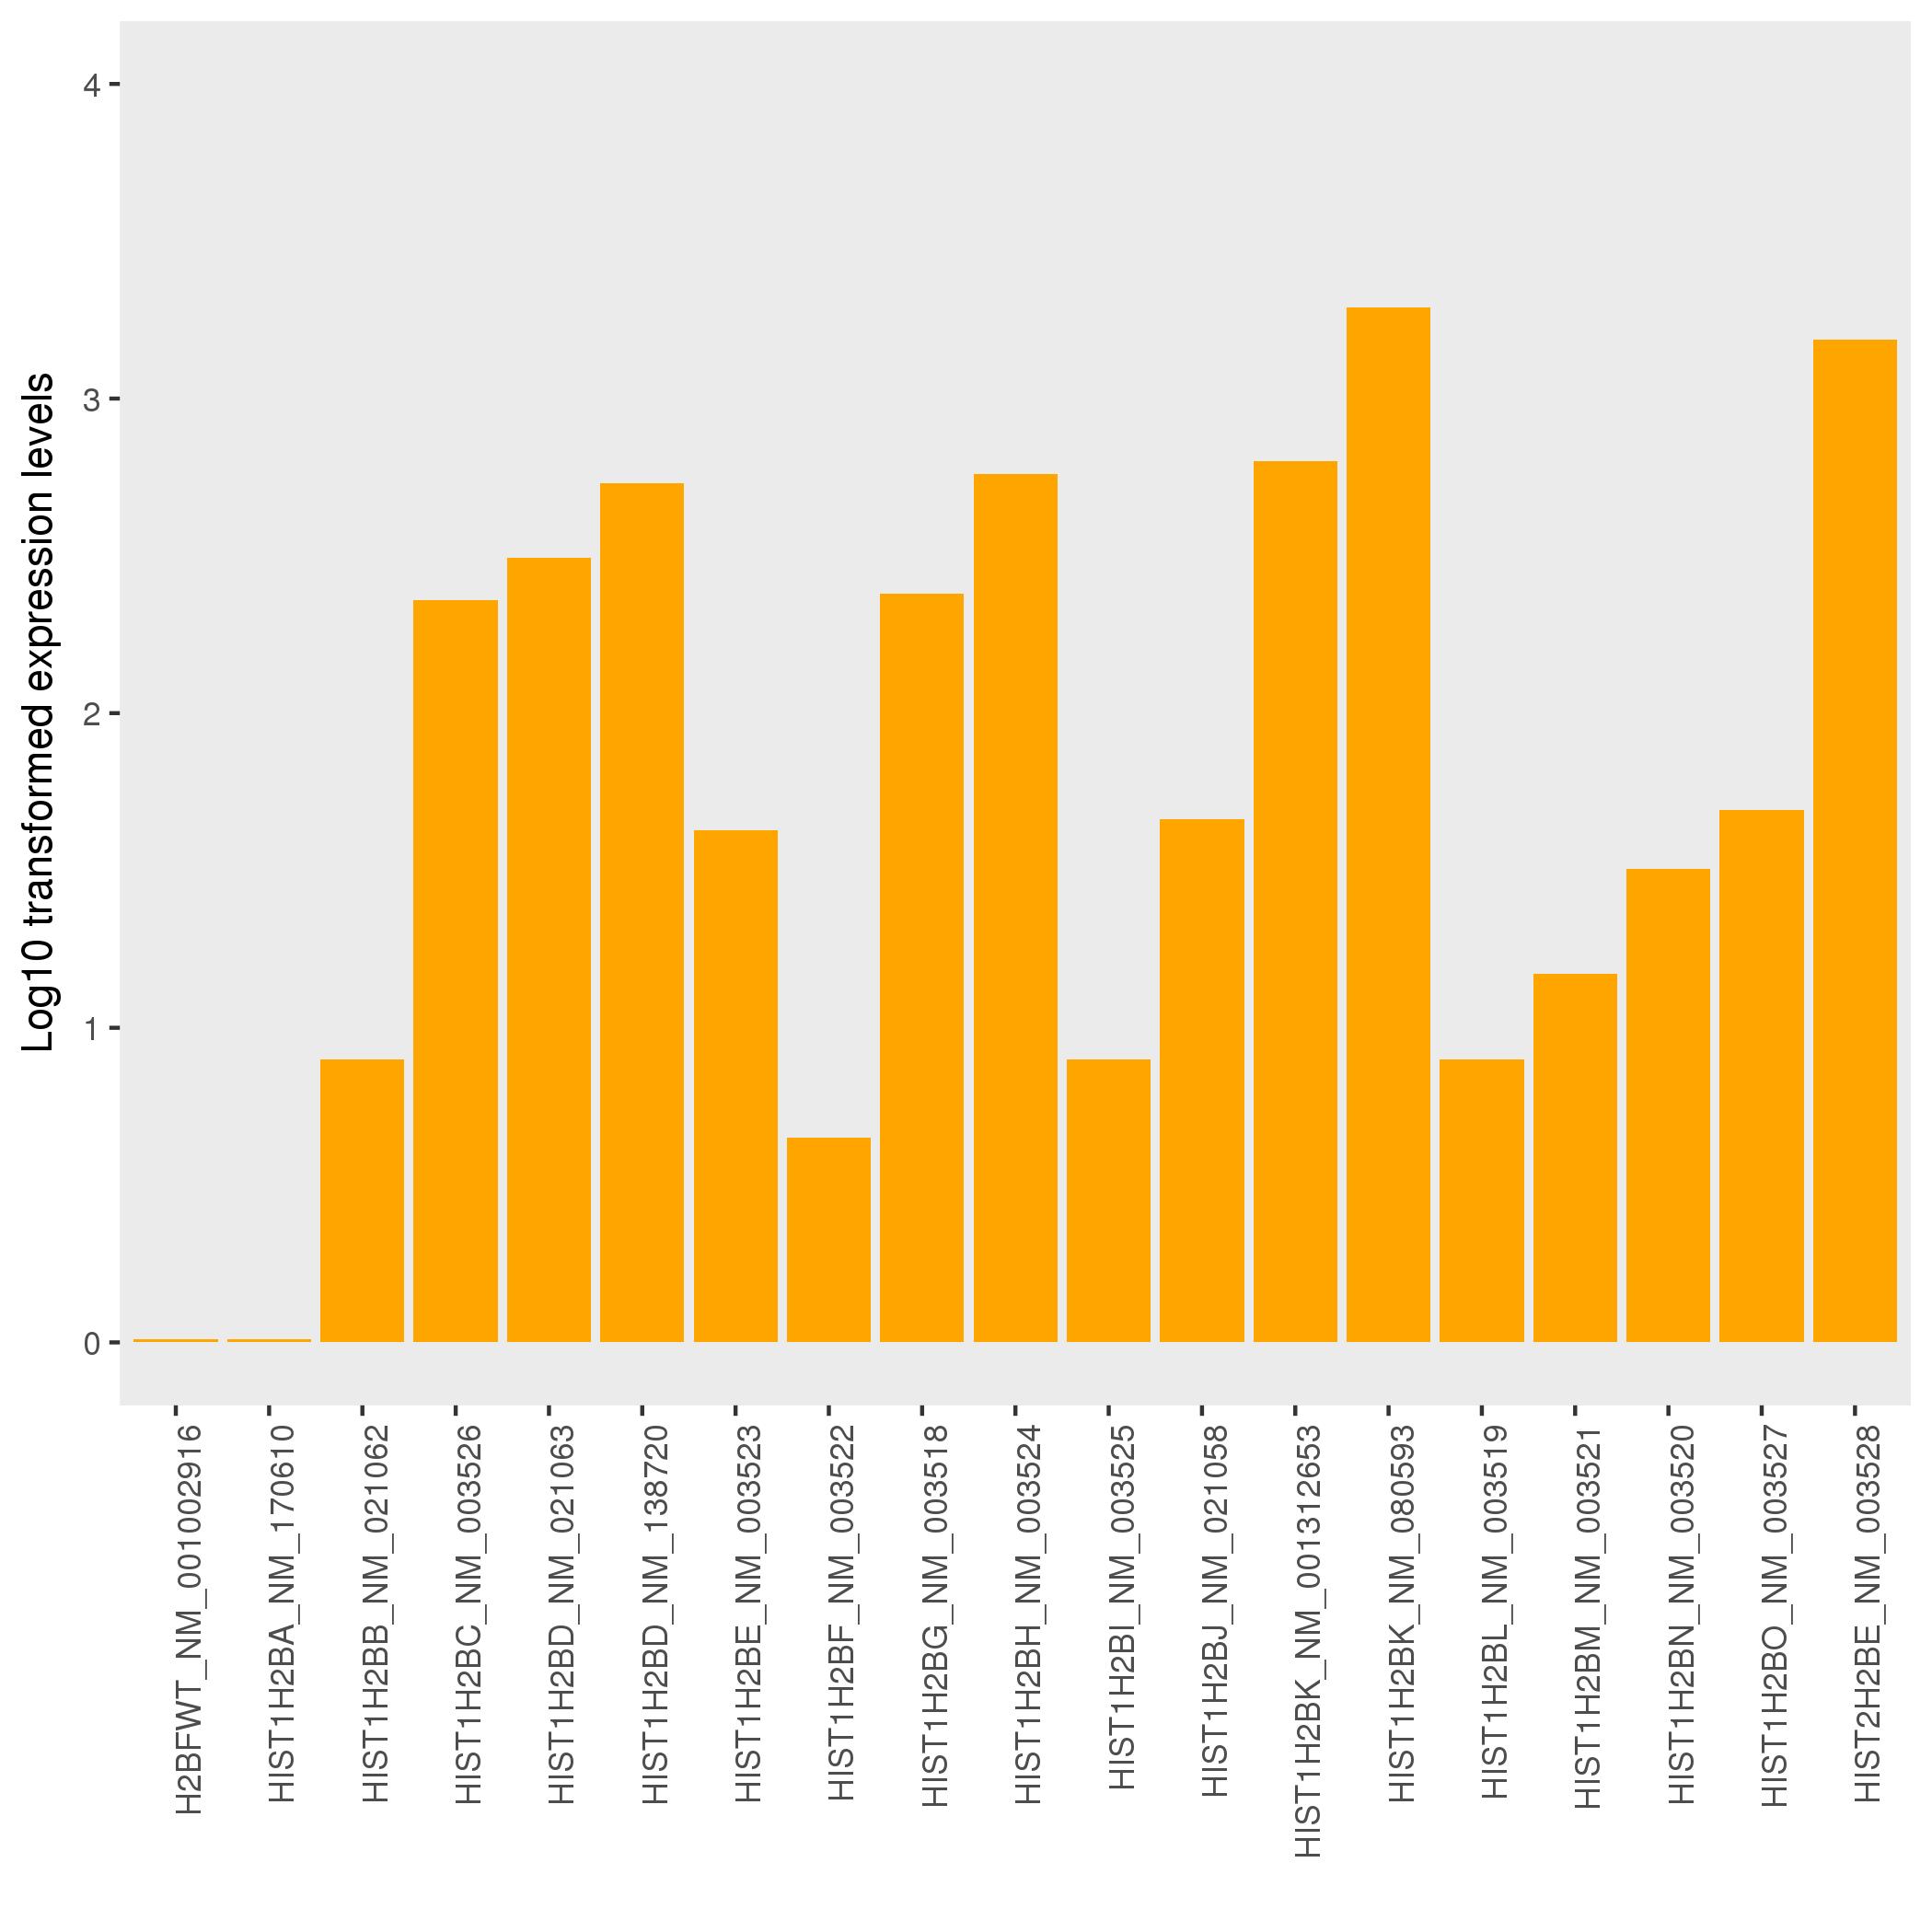 Log10 transformed expression levels
4
3
2
1
0
H2BFWT_NM_001002916
HIST1H2BA_NM_170610
HIST1H2BB_NM_021062
HIST1H2BC_NM_003526
HIST1H2BD_NM_021063
HIST1H2BD_NM_138720
HIST1H2BE_NM_003523
HIST1H2BF_NM_003522
HIST1H2BG_NM_003518
HIST1H2BH_NM_003524
HIST1H2BI_NM_003525
HIST1H2BJ_NM_021058
HIST1H2BK_NM_001312653
HIST1H2BK_NM_080593
HIST1H2BL_NM_003519
HIST1H2BM_NM_003521
HIST1H2BN_NM_003520
HIST1H2BO_NM_003527
HIST2H2BE_NM_003528